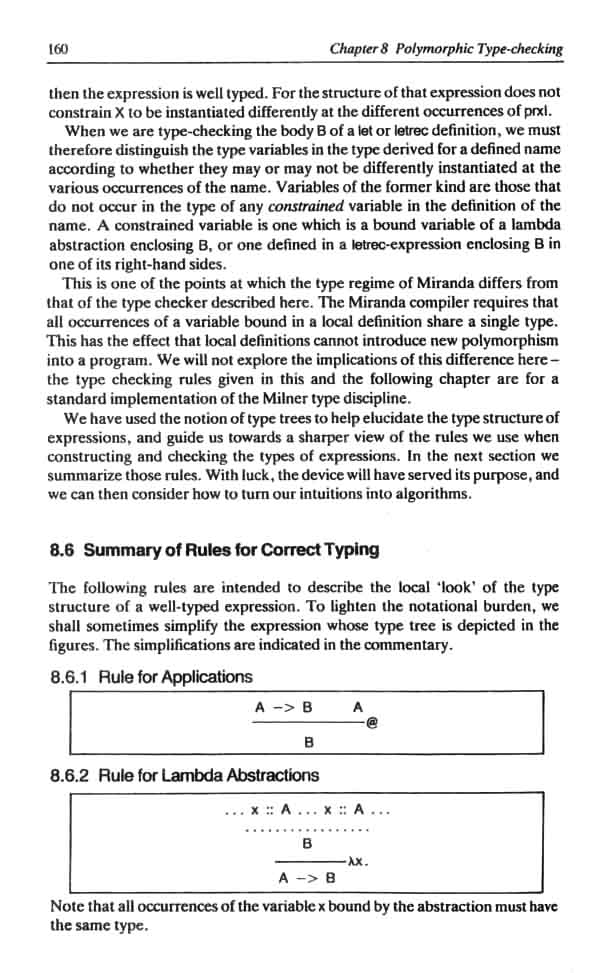 160 Chapter 8 Polymorphic Type-checking
then the expression is well typed. For the structure of that expression does not
constrain X to be instantiated differently at the different occurrences of prxl.
When we are type-checking the body B of a let or letrec definition, we must
therefore distinguish the type variables in the type derived for a defined name
according to whether they may or may not be differently instantiated at the
various occurrences of the name. Variables of the former kind are those that
do not occur in the type of any constrained variable in the definition of the
name. A constrained variable is one which is a bound variable of a lambda
abstraction enclosing B, or one defined in a letrec-expression enclosing B in
one of its right-hand sides.
This is one of the points at which the type regime of Miranda differs from
that of the type checker described here. The Miranda compiler requires that
all occurrences of a variable bound in a local definition share a single type.
This has the effect that local definitions cannot introduce new polymorphism
into a program. We will not explore the implications of this difference here –
the type checking rules given in this and the following chapter are for a
standard implementation of the Milner type discipline.
We have used the notion of type trees to help elucidate the type structure of
expressions, and guide us towards a sharper view of the rules we use when
constructing and checking the types of expressions. In the next section we
summarize those rules. With luck, the device will have served its purpose, and
we can then consider how to turn our intuitions into algorithms.
8.6 Summary of Rules for Correct Typing
The following rules are intended to describe the local 'look' of the type
structure of a well-typed expression. To lighten the notational burden, we
shall sometimes simplify the expression whose type tree is depicted in the
figures. The simplifications are indicated in the commentary.
8.6.1 Rule for Applications
A -> B A
@
B
8.6.2 Rule for Lambda Abstractions
... x :: A ... x :: A ...
.................
B
λx.
A -> B
Note that all occurrences of the variable x bound by the abstraction must have
the same type.